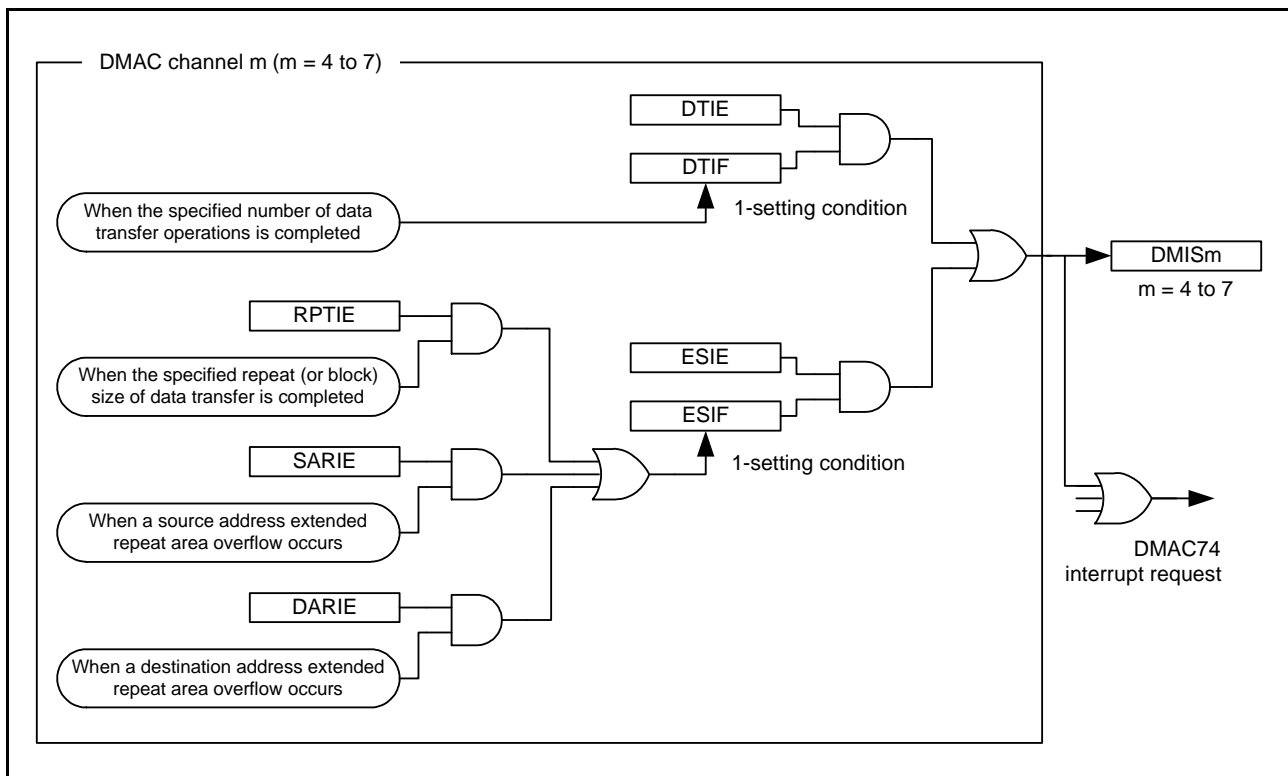 DMAC channel m (m = 4 to 7)
DTIE
DTIF
When the specified number of data
transfer operations is completed
1-setting condition
DMISm
m = 4 to 7
RPTIE
When the specified repeat (or block)
size of data transfer is completed
ESIE
ESIF
1-setting condition
SARIE
When a source address extended
repeat area overflow occurs
DMAC74
interrupt request
DARIE
When a destination address extended
repeat area overflow occurs